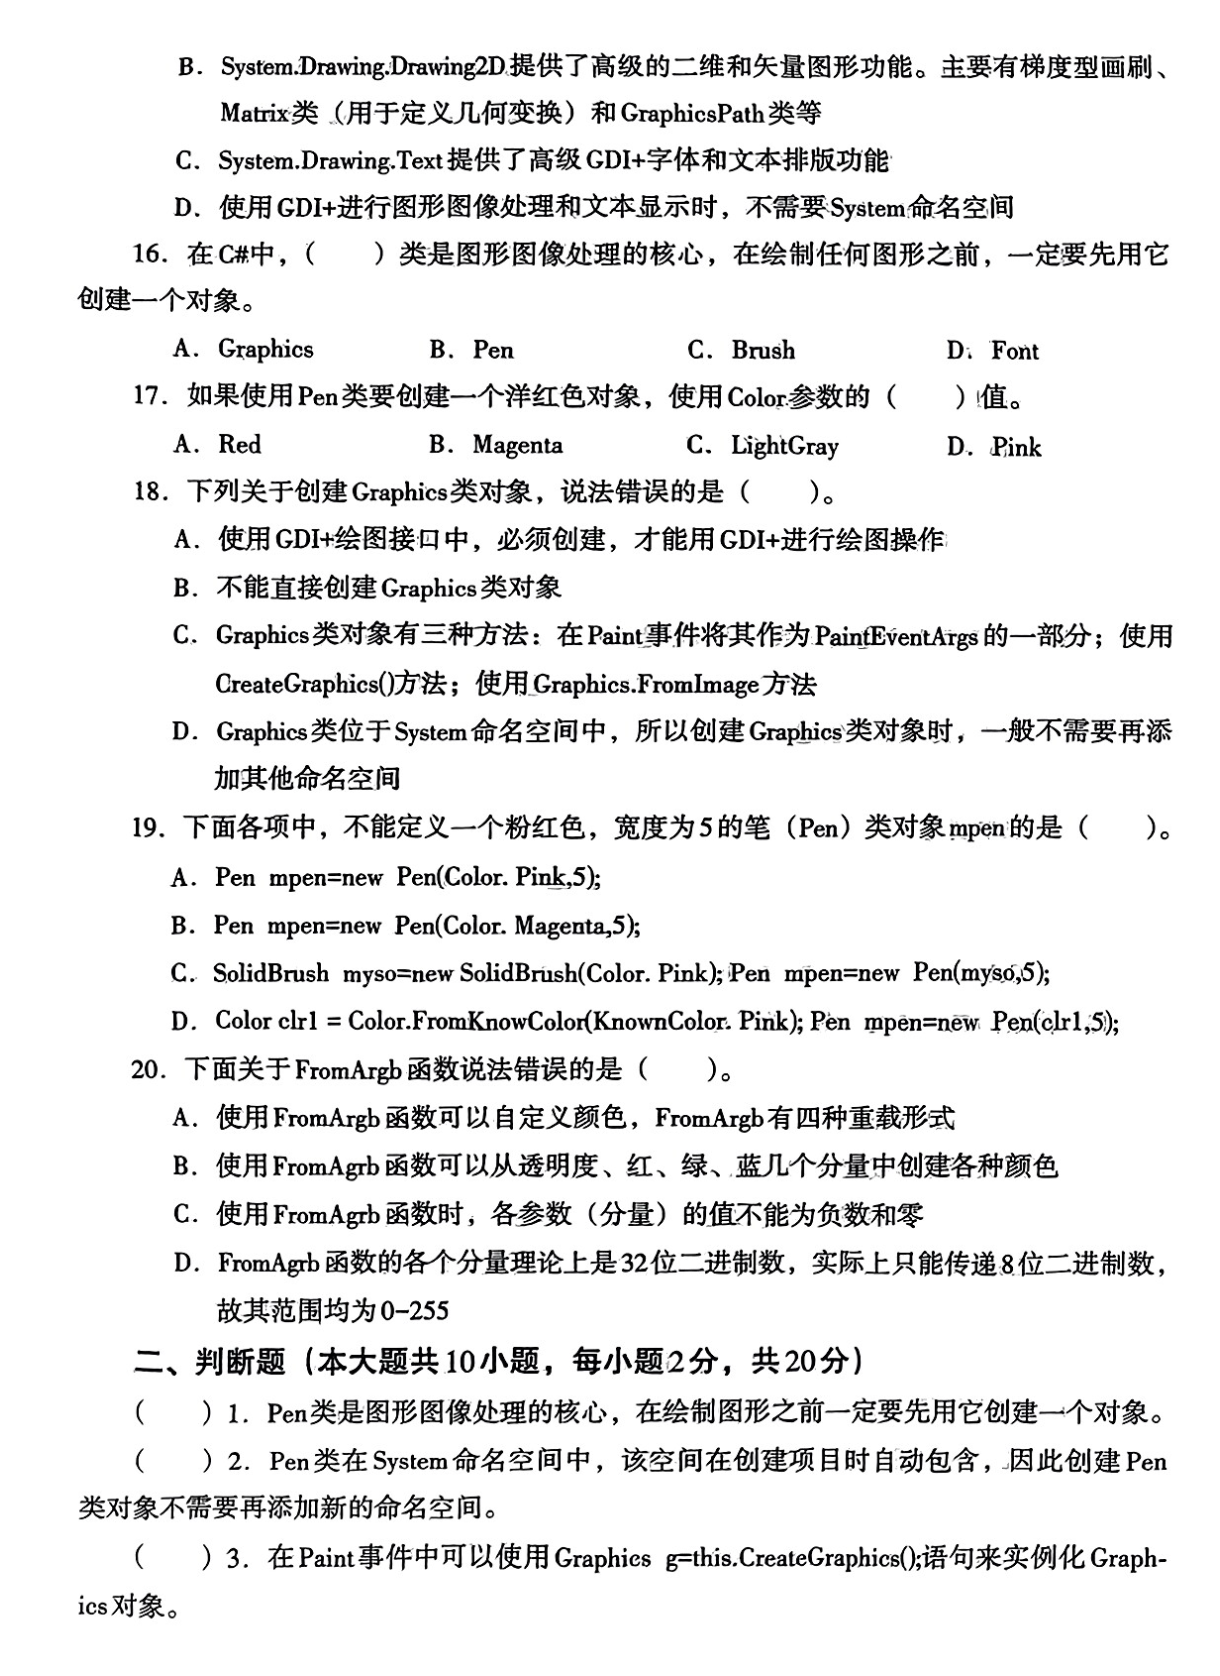 B. System.Drawing.Drawing2D提供了高级的二维和矢量图形功能。主要有梯度型画刷、
Matrix类（用于定义几何变换）和GraphicsPath类等
C. System.Drawing.Text提供了高级GDI+字体和文本排版功能
D. 使用GDI+进行图形图像处理和文本显示时，不需要System命名空间
16. 在C#中，（　　）类是图形图像处理的核心，在绘制任何图形之前，一定要先用它
创建一个对象。
A. Graphics　B. Pen　C. Brush　D. Font
17. 如果使用Pen类要创建一个洋红色对象，使用Color参数的（　　）值。
A. Red　B. Magenta　C. LightGray　D. Pink
18. 下列关于创建Graphics类对象，说法错误的是（　　）。
A. 使用GDI+绘图接口中，必须创建，才能用GDI+进行绘图操作
B. 不能直接创建Graphics类对象
C. Graphics类对象有三种方法：在Paint事件将其作为PaintEventArgs的一部分；使用
CreateGraphics()方法；使用Graphics.FromImage方法
D. Graphics类位于System命名空间中，所以创建Graphics类对象时，一般不需要再添
加其他命名空间
19. 下面各项中，不能定义一个粉红色，宽度为5的笔（Pen）类对象mpen的是（　　）。
A. Pen mpen=new Pen(Color. Pink,5);
B. Pen mpen=new Pen(Color. Magenta,5);
C. SolidBrush myso=new SolidBrush(Color. Pink); Pen mpen=new Pen(myso,5);
D. Color clr1 = Color.FromKnowColor(KnownColor. Pink); Pen mpen=new Pen(clr1,5);
20. 下面关于FromArgb函数说法错误的是（　　）。
A. 使用FromArgb函数可以自定义颜色，FromArgb有四种重载形式
B. 使用FromAgrb函数可以从透明度、红、绿、蓝几个分量中创建各种颜色
C. 使用FromAgrb函数时，各参数（分量）的值不能为负数和零
D. FromAgrb函数的各个分量理论上是32位二进制数，实际上只能传递8位二进制数，
故其范围均为0-255
二、判断题（本大题共10小题，每小题2分，共20分）
（　　）1. Pen类是图形图像处理的核心，在绘制图形之前一定要先用它创建一个对象。
（　　）2. Pen类在System命名空间中，该空间在创建项目时自动包含，因此创建Pen
类对象不需要再添加新的命名空间。
（　　）3. 在Paint事件中可以使用Graphics g=this.CreateGraphics();语句来实例化Graph-
ics对象。